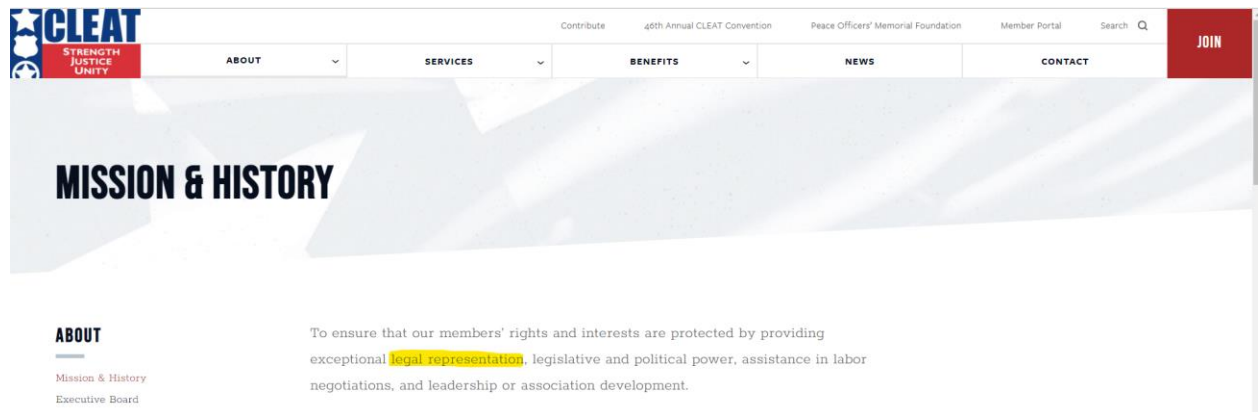 CLEAT
STRENGTH
JUSTICE
UNITY
Contribute 46th Annual CLEAT Convention Peace Officers' Memorial Foundation Member Portal Search
JOIN
ABOUT SERVICES BENEFITS NEWS CONTACT
MISSION & HISTORY
ABOUT
Mission & History
Executive Board
To ensure that our members' rights and interests are protected by providing
exceptional legal representation, legislative and political power, assistance in labor
negotiations, and leadership or association development.